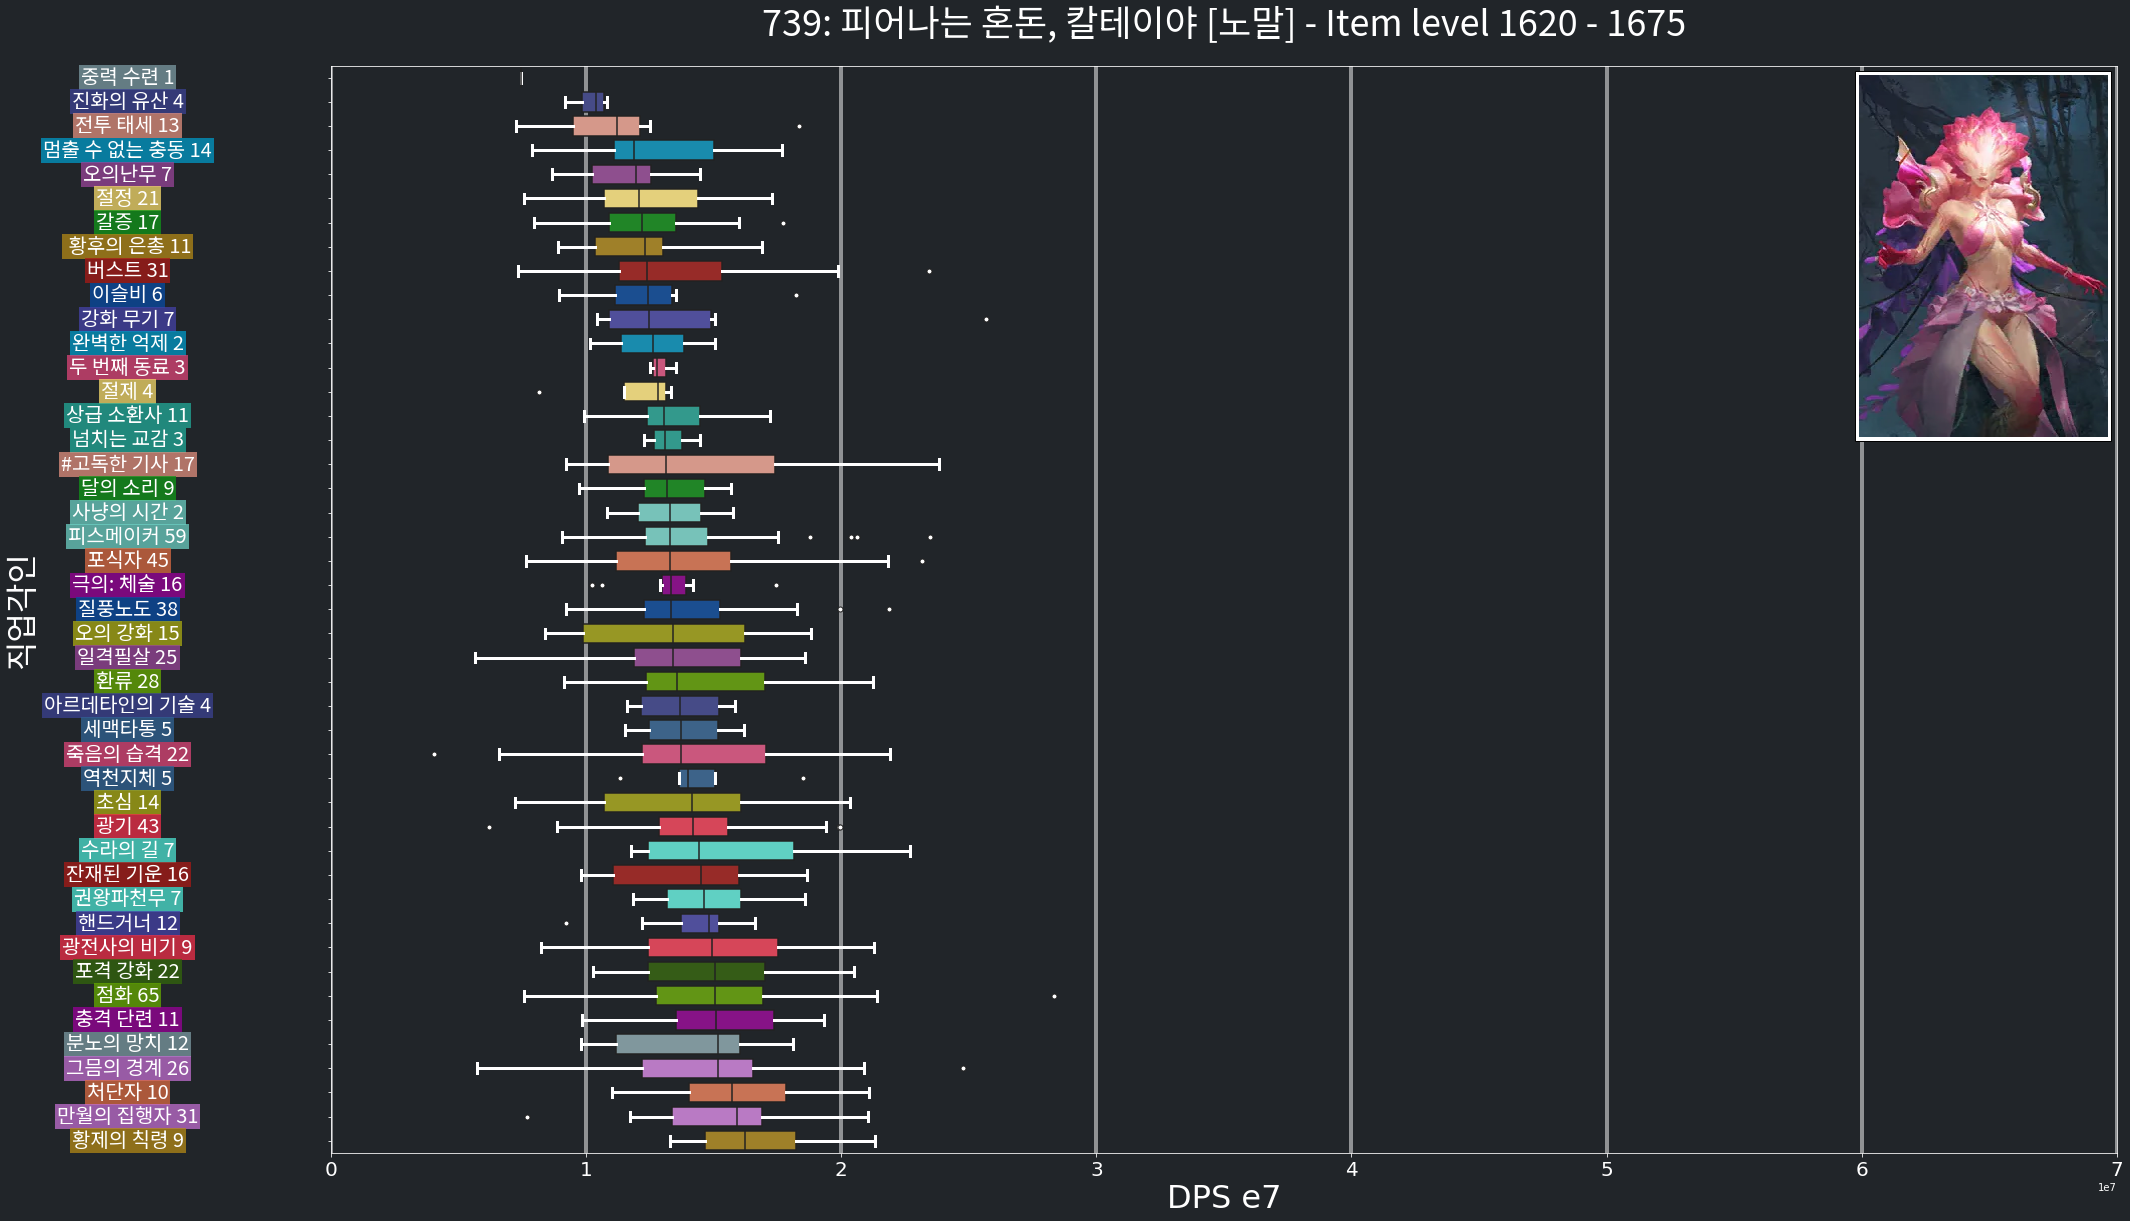 739: 피어나는 혼돈, 칼테이야 [노말] - Item level 1620 - 1675
직업각인
중력 수련 1
진화의 유산 4
전투 태세 13
멈출 수 없는 충동 14
오의난무 7
절정 21
갈증 17
황후의 은총 11
버스트 31
이슬비 6
강화 무기 7
완벽한 억제 2
두 번째 동료 3
절제 4
상급 소환사 11
넘치는 교감 3
#고독한 기사 17
달의 소리 9
사냥의 시간 2
피스메이커 59
포식자 45
극의: 체술 16
질풍노도 38
오의 강화 15
일격필살 25
환류 28
아르데타인의 기술 4
세맥타통 5
죽음의 습격 22
역천지체 5
초심 14
광기 43
수라의 길 7
잔재된 기운 16
권왕파천무 7
핸드거너 12
광전사의 비기 9
포격 강화 22
점화 65
충격 단련 11
분노의 망치 12
그믐의 경계 26
처단자 10
만월의 집행자 31
황제의 칙령 9
0 1 2 3 4 5 6 7
1e7
DPS e7